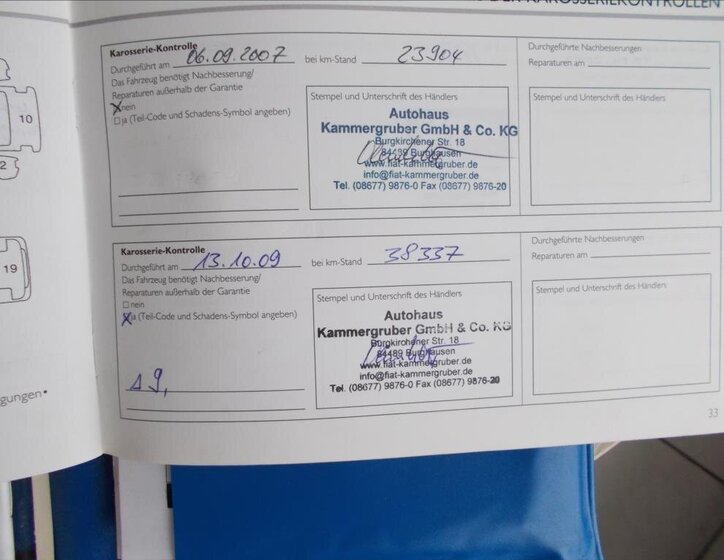 DER KAROSSERIEKONTROLLEN
10
2
19
gungen*
Karosserie-Kontrolle
Durchgeführt am 06.09.2007 bei km-Stand 23904
Das Fahrzeug benötigt Nachbesserung/
Reparaturen außerhalb der Garantie
nein
ja (Teil-Code und Schadens-Symbol angeben)
Stempel und Unterschrift des Händlers
Autohaus
Kammergruber GmbH & Co. KG
Burgkirchener Str. 18
84489 Burghausen
www.fiat-kammergruber.de
info@fiat-kammergruber.de
Tel. (08677) 9876-0 Fax (08677) 9876-20
Durchgeführte Nachbesserungen
Reparaturen am
Karosserie-Kontrolle
Durchgeführt am 13.10.09 bei km-Stand 38337
Das Fahrzeug benötigt Nachbesserung/
Reparaturen außerhalb der Garantie
nein
ja (Teil-Code und Schadens-Symbol angeben)
19,
Stempel und Unterschrift des Händlers
Autohaus
Kammergruber GmbH & Co. KG
Burgkirchener Str. 18
84489 Burghausen
www.fiat-kammergruber.de
info@fiat-kammergruber.de
Tel. (08677) 9876-0 Fax (08677) 9876-20
Durchgeführte Nachbesserungen
Reparaturen am
Stempel und Unterschrift des Händlers
Stempel und Unterschrift des Händlers
33